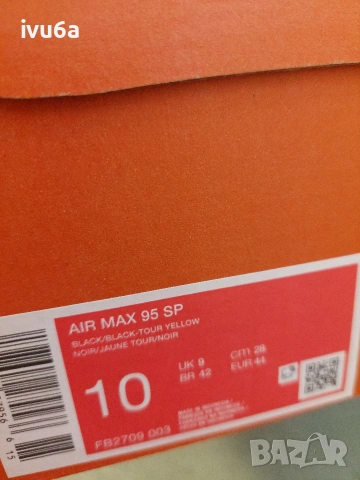 ivu6a
AIR MAX 95 SP
BLACK/BLACK-TOUR YELLOW
NOIR/JAUNE TOUR/NOIR
10
UK 9 CM 28
BR 42 EUR 44
FB2709 003
BAZAR